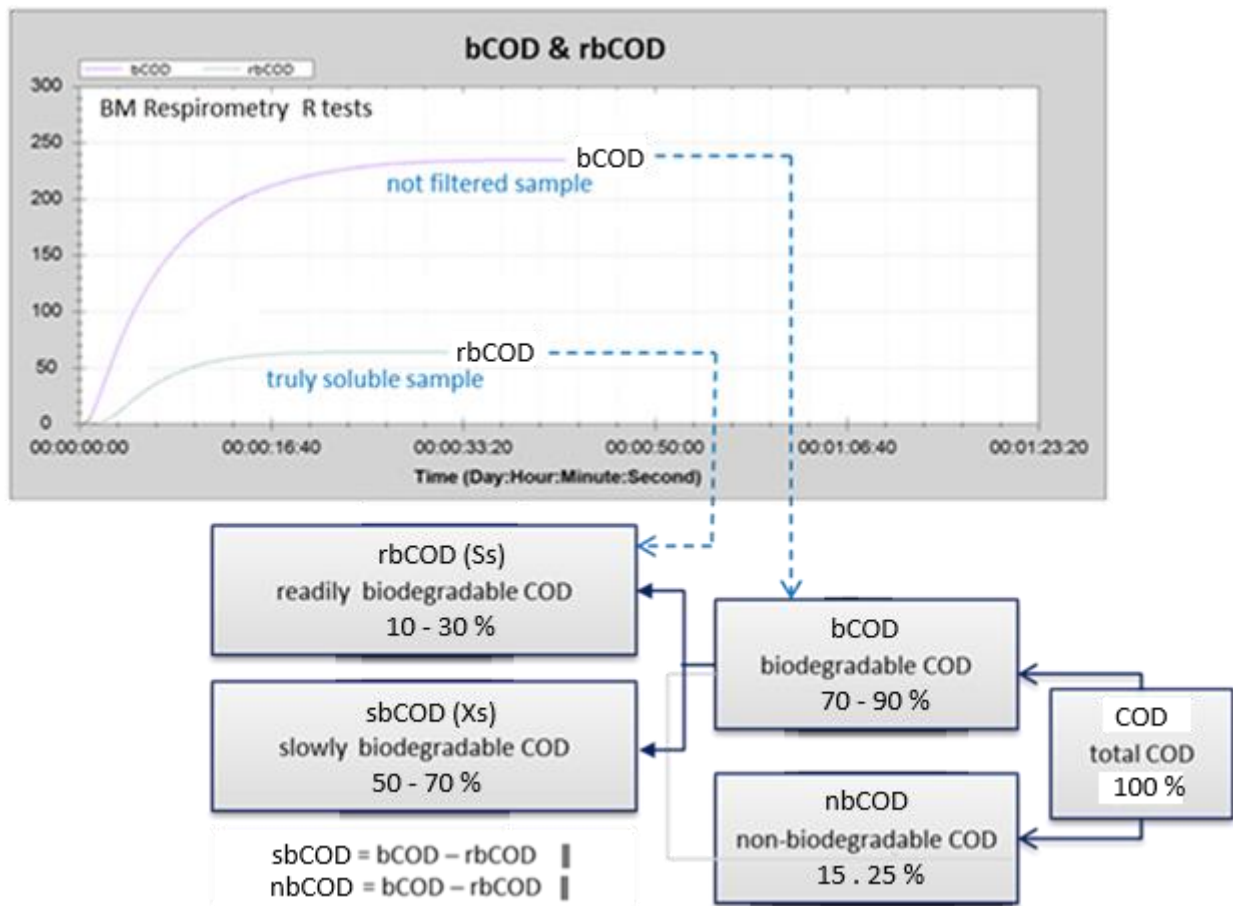 bCOD & rbCOD
bCOD rbCOD
300
BM Respirometry R tests
250
bCOD
not filtered sample
200
150
100
rbCOD
50
truly soluble sample
0
00:00:00:00 00:00:16:40 00:00:33:20 00:00:50:00 00:01:06:40 00:01:23:20
Time (Day:Hour:Minute:Second)
rbCOD (Ss)
readily biodegradable COD
10 - 30 %
sbCOD (Xs)
slowly biodegradable COD
50 - 70 %
bCOD
biodegradable COD
70 - 90 %
nbCOD
non-biodegradable COD
15 . 25 %
COD
total COD
100 %
sbCOD = bCOD – rbCOD
nbCOD = bCOD – rbCOD